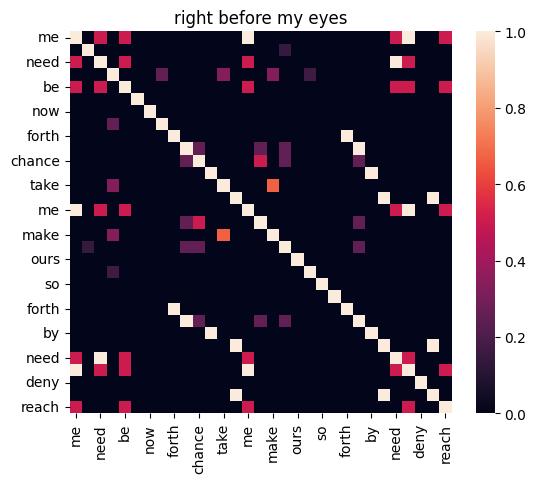 right before my eyes
me
need
be
now
forth
chance
take
me
make
ours
so
forth
by
need
deny
reach
me
need
be
now
forth
chance
take
me
make
ours
so
forth
by
need
deny
reach
1.0
0.8
0.6
0.4
0.2
0.0